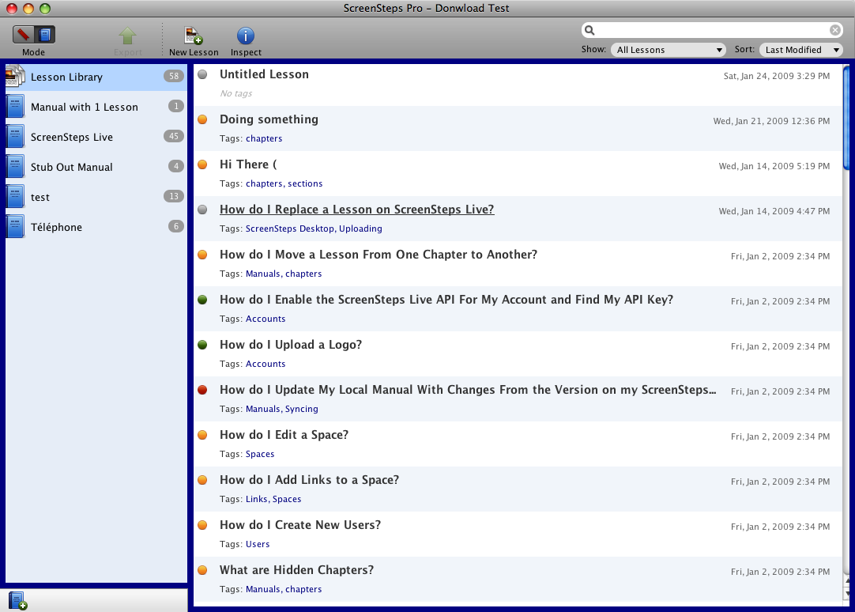 ScreenSteps Pro – Donwload Test
Mode
Export
New Lesson
Inspect
Show: All Lessons
Sort: Last Modified
Lesson Library 58
Manual with 1 Lesson 1
ScreenSteps Live 45
Stub Out Manual 4
test 13
Téléphone 6
Untitled Lesson Sat, Jan 24, 2009 3:29 PM
No tags
Doing something Wed, Jan 21, 2009 12:36 PM
Tags: chapters
Hi There ( Wed, Jan 14, 2009 5:19 PM
Tags: chapters, sections
How do I Replace a Lesson on ScreenSteps Live? Wed, Jan 14, 2009 4:47 PM
Tags: ScreenSteps Desktop, Uploading
How do I Move a Lesson From One Chapter to Another? Fri, Jan 2, 2009 2:34 PM
Tags: Manuals, chapters
How do I Enable the ScreenSteps Live API For My Account and Find My API Key? Fri, Jan 2, 2009 2:34 PM
Tags: Accounts
How do I Upload a Logo? Fri, Jan 2, 2009 2:34 PM
Tags: Accounts
How do I Update My Local Manual With Changes From the Version on my ScreenSteps... Fri, Jan 2, 2009 2:34 PM
Tags: Manuals, Syncing
How do I Edit a Space? Fri, Jan 2, 2009 2:34 PM
Tags: Spaces
How do I Add Links to a Space? Fri, Jan 2, 2009 2:34 PM
Tags: Links, Spaces
How do I Create New Users? Fri, Jan 2, 2009 2:34 PM
Tags: Users
What are Hidden Chapters? Fri, Jan 2, 2009 2:34 PM
Tags: Manuals, chapters